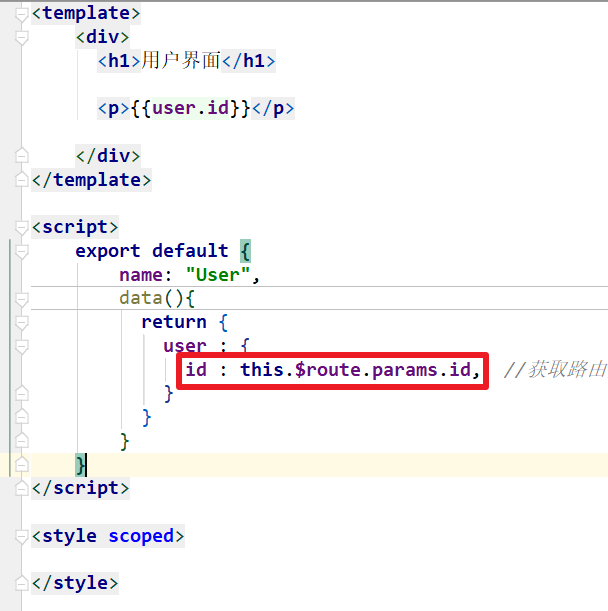 <template>
<div>
<h1>用户界面</h1>
<p>{{user.id}}</p>
</div>
</template>
<script>
export default {
name: "User",
data(){
return {
user : {
id : this.$route.params.id, //获取路由
}
}
}
}
</script>
<style scoped>
</style>